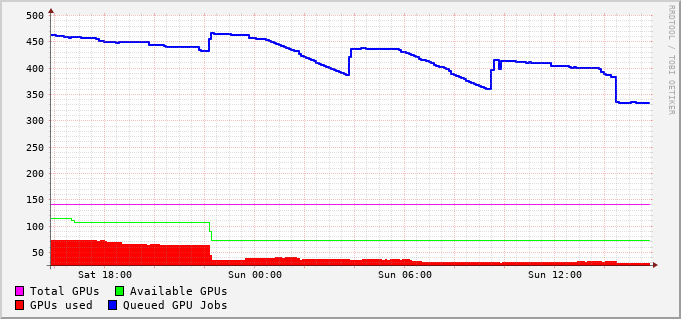 500
450
400
350
300
250
200
150
100
50
Sat 18:00 Sun 00:00 Sun 06:00 Sun 12:00
Total GPUs Available GPUs
GPUs used Queued GPU Jobs
RRDTOOL / TOBI OETIKER